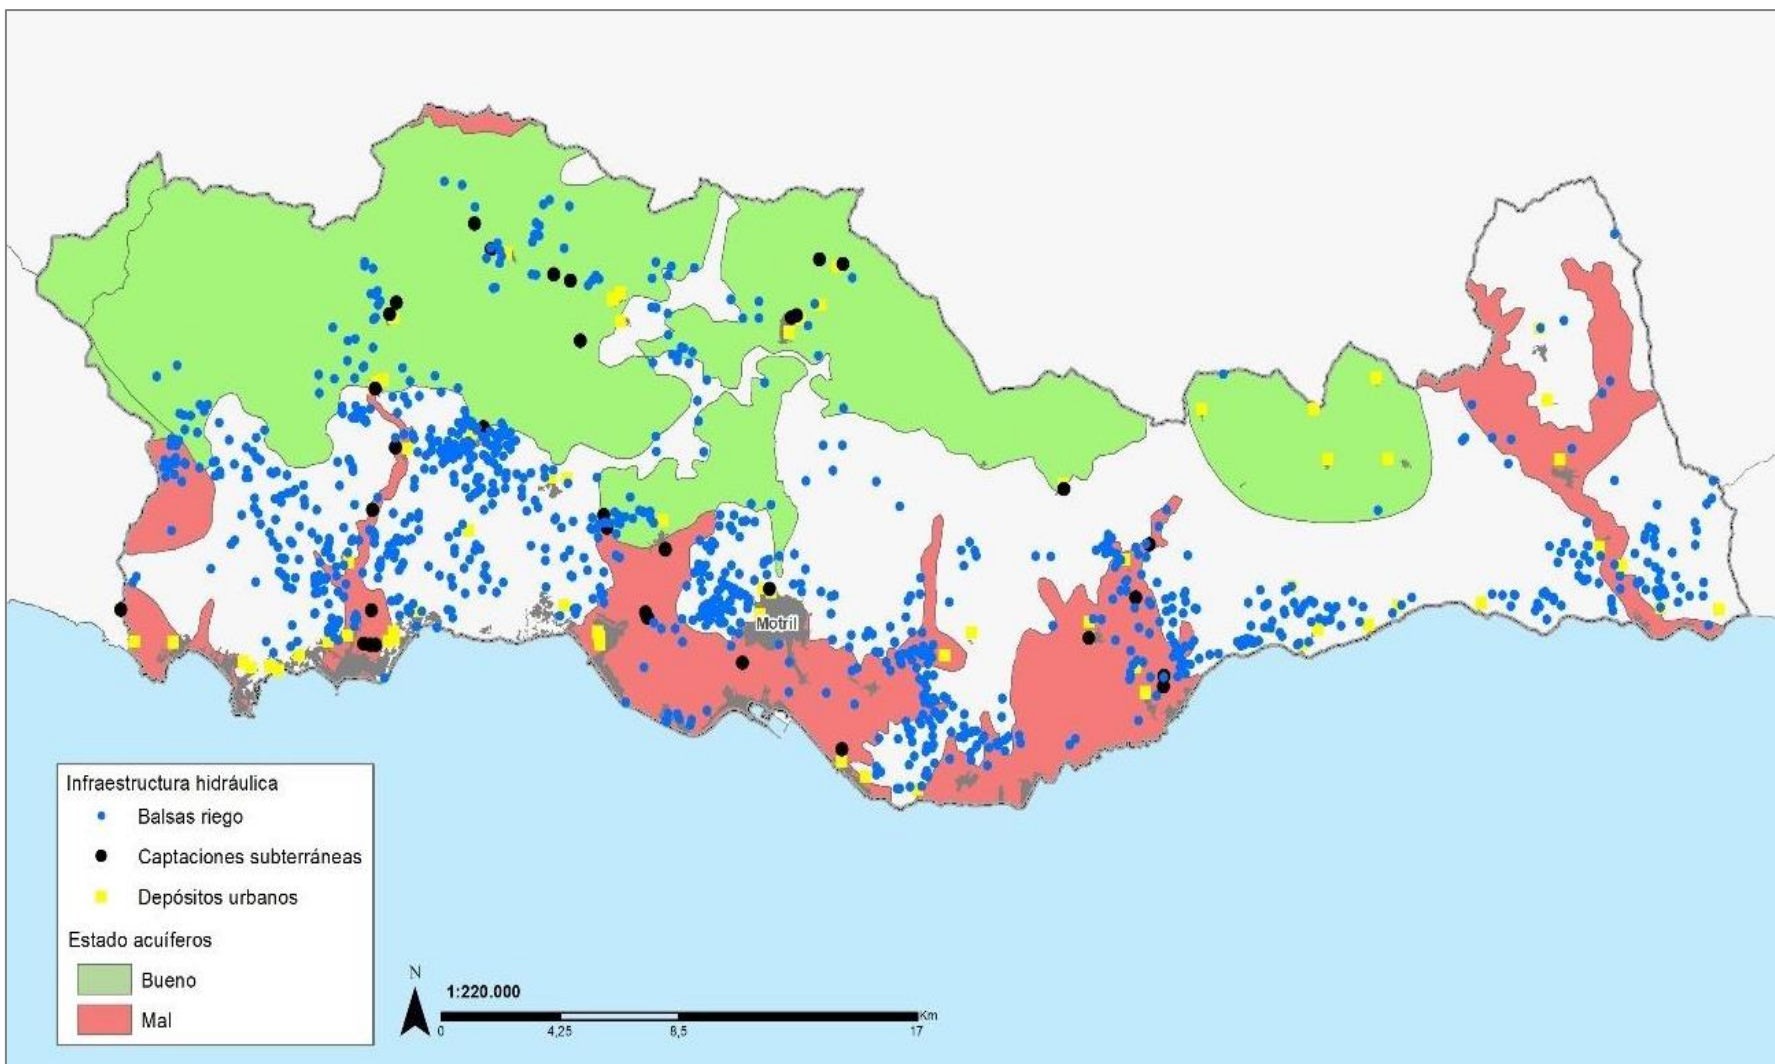 Motril
Infraestructura hidráulica
Balsas riego
Captaciones subterráneas
Depósitos urbanos
Estado acuíferos
Bueno
Mal
N
1:220.000
Km
0 4,25 8,5 17